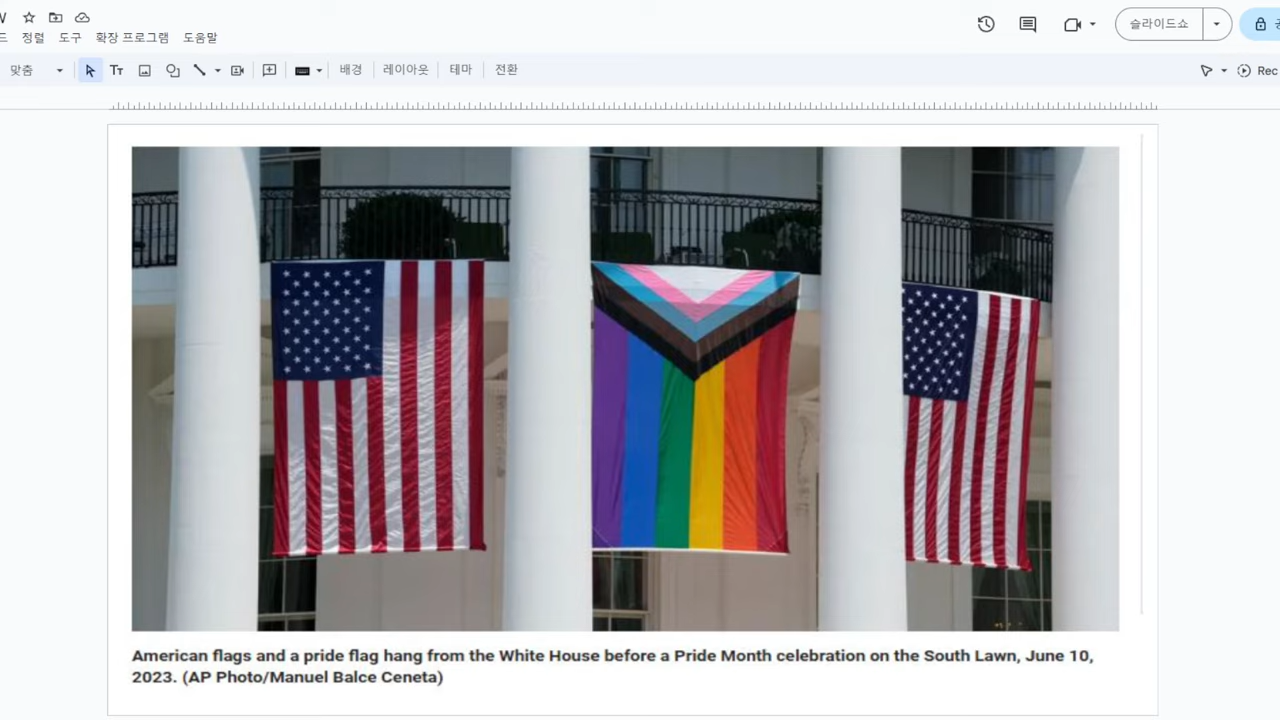 정렬 도구 확장 프로그램 도움말
슬라이드쇼
맞춤 배경 레이아웃 테마 전환 Rec
American flags and a pride flag hang from the White House before a Pride Month celebration on the South Lawn, June 10,
2023. (AP Photo/Manuel Balce Ceneta)